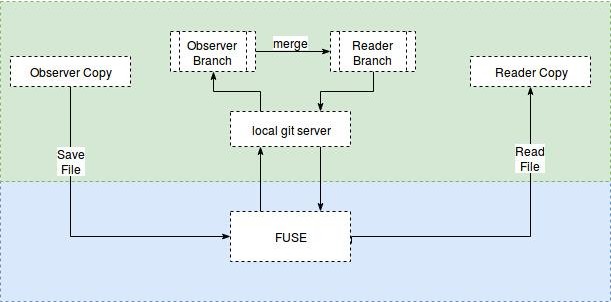 Observer
Branch
merge
Reader
Branch
Observer Copy
Reader Copy
local git server
Save
File
Read
File
FUSE